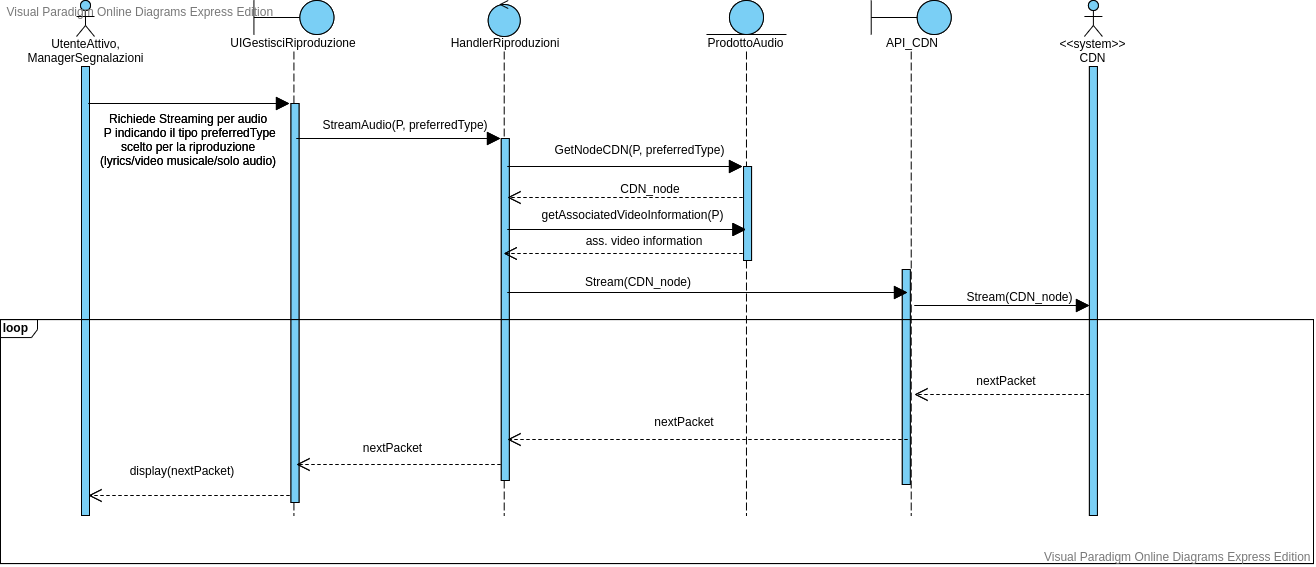 Visual Paradigm Online Diagrams Express Edition
UtenteAttivo,
ManagerSegnalazioni
UIGestisciRiproduzione
HandlerRiproduzioni
ProdottoAudio
API_CDN
<<system>>
CDN
Richiede Streaming per audio
P indicando il tipo preferredType
scelto per la riproduzione
(lyrics/video musicale/solo audio)
StreamAudio(P, preferredType)
GetNodeCDN(P, preferredType)
CDN_node
getAssociatedVideoInformation(P)
ass. video information
Stream(CDN_node)
Stream(CDN_node)
loop
nextPacket
nextPacket
nextPacket
display(nextPacket)
Visual Paradigm Online Diagrams Express Edition